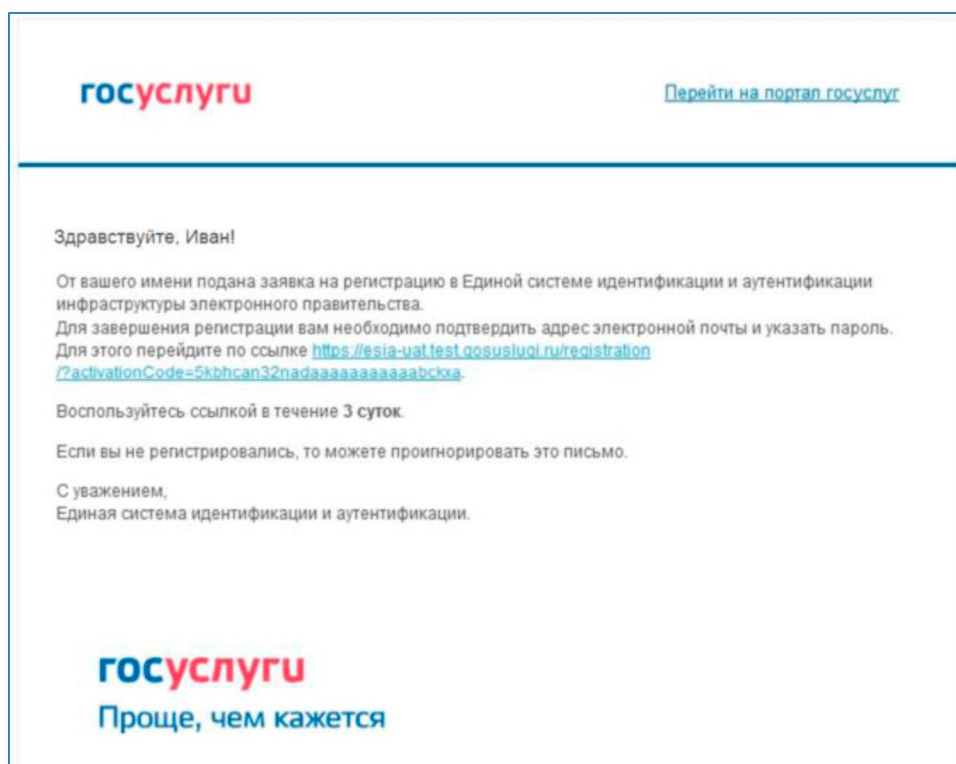 госуслуги
Перейти на портал госуслуг
Здравствуйте, Иван!
От вашего имени подана заявка на регистрацию в Единой системе идентификации и аутентификации
инфраструктуры электронного правительства.
Для завершения регистрации вам необходимо подтвердить адрес электронной почты и указать пароль.
Для этого перейдите по ссылке https://esia-uat.test.gosuslugi.ru/registration
/?activationCode=5kbhcan32nadaaaaaaaaaaabckxa.
Воспользуйтесь ссылкой в течение 3 суток.
Если вы не регистрировались, то можете проигнорировать это письмо.
С уважением,
Единая система идентификации и аутентификации.
госуслуги
Проще, чем кажется